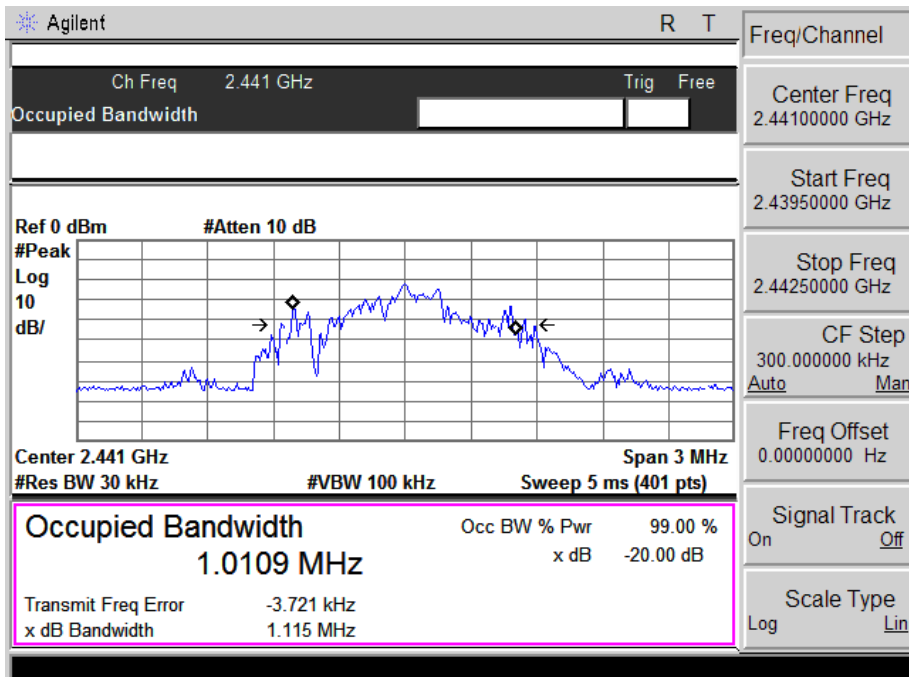 Agilent R T
Ch Freq 2.441 GHz Trig Free
Occupied Bandwidth
Ref 0 dBm #Atten 10 dB
#Peak
Log
10
dB/
Center 2.441 GHz Span 3 MHz
#Res BW 30 kHz #VBW 100 kHz Sweep 5 ms (401 pts)
Occupied Bandwidth Occ BW % Pwr 99.00 %
1.0109 MHz x dB -20.00 dB
Transmit Freq Error -3.721 kHz
x dB Bandwidth 1.115 MHz
Freq/Channel
Center Freq
2.44100000 GHz
Start Freq
2.43950000 GHz
Stop Freq
2.44250000 GHz
CF Step
300.000000 kHz
Auto Man
Freq Offset
0.00000000 Hz
Signal Track
On Off
Scale Type
Log Lin